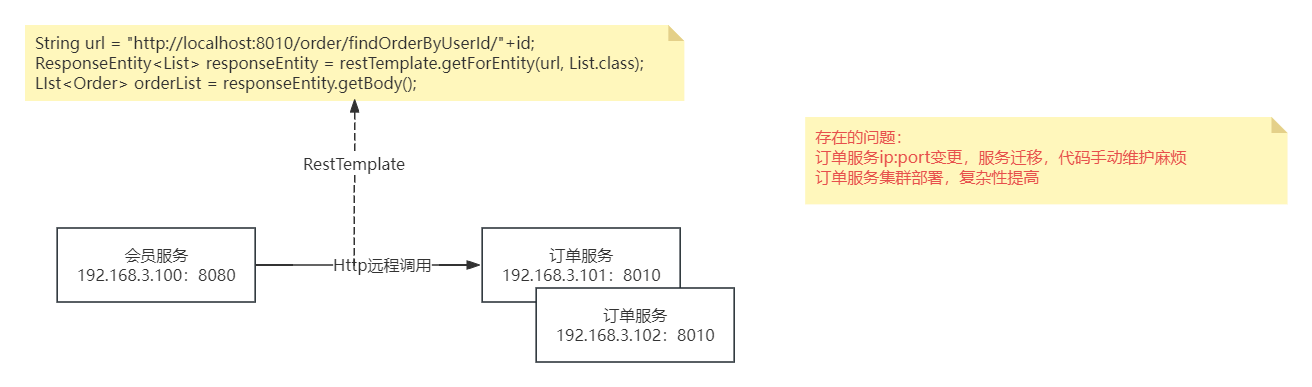 String url = "http://localhost:8010/order/findOrderByUserId/"+id;
ResponseEntity<List> responseEntity = restTemplate.getForEntity(url, List.class);
LIst<Order> orderList = responseEntity.getBody();
存在的问题：
订单服务ip:port变更，服务迁移，代码手动维护麻烦
订单服务集群部署，复杂性提高
RestTemplate
会员服务
192.168.3.100：8080
Http远程调用
订单服务
192.168.3.101：8010
订单服务
192.168.3.102：8010